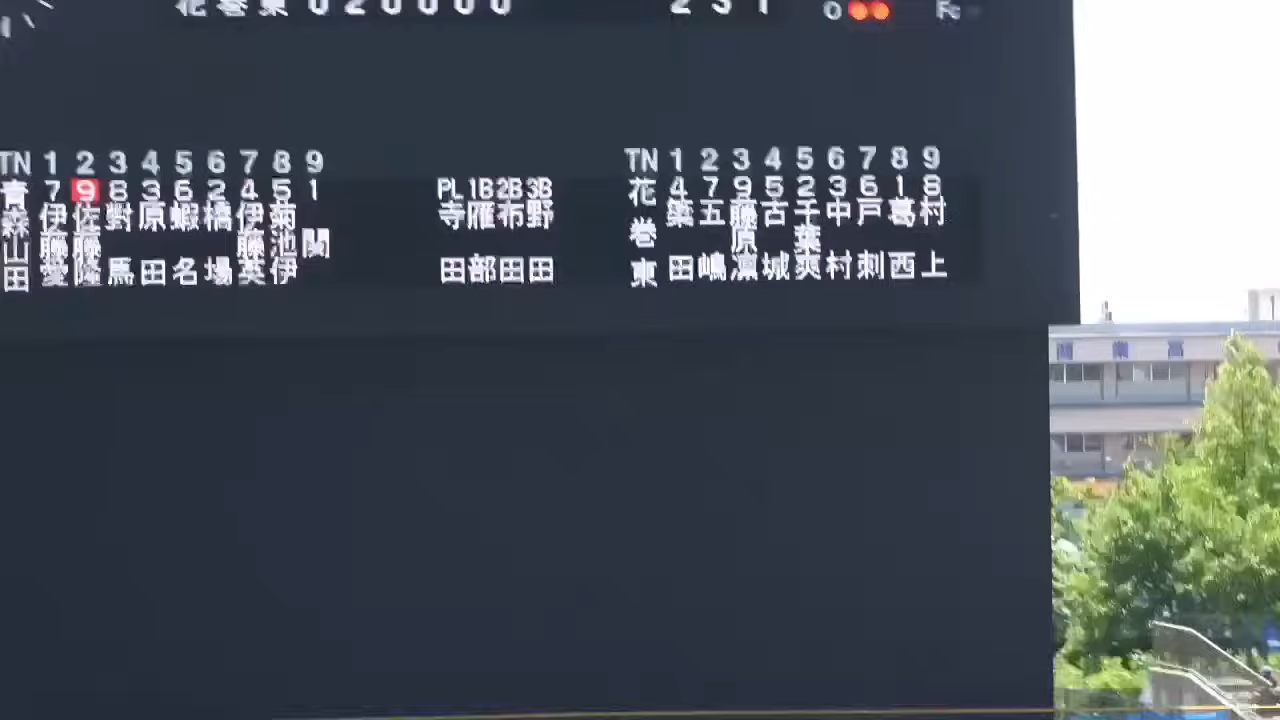 花巻東 0 2 0 0 0 0 2 3 1 O
TN 1 2 3 4 5 6 7 8 9
青森山田 7 9 8 3 6 2 4 5 1
伊藤愛 佐藤隆 對馬 原田 蝦名 橋場 伊藤英 菊池伊 関
PL 1B 2B 3B
寺田 雁部 布田 野田
TN 1 2 3 4 5 6 7 8 9
花巻東 4 7 9 5 2 3 6 1 8
簗田 五嶋 藤原凛 古城 千葉爽 中村 戸刺 葛西 村上